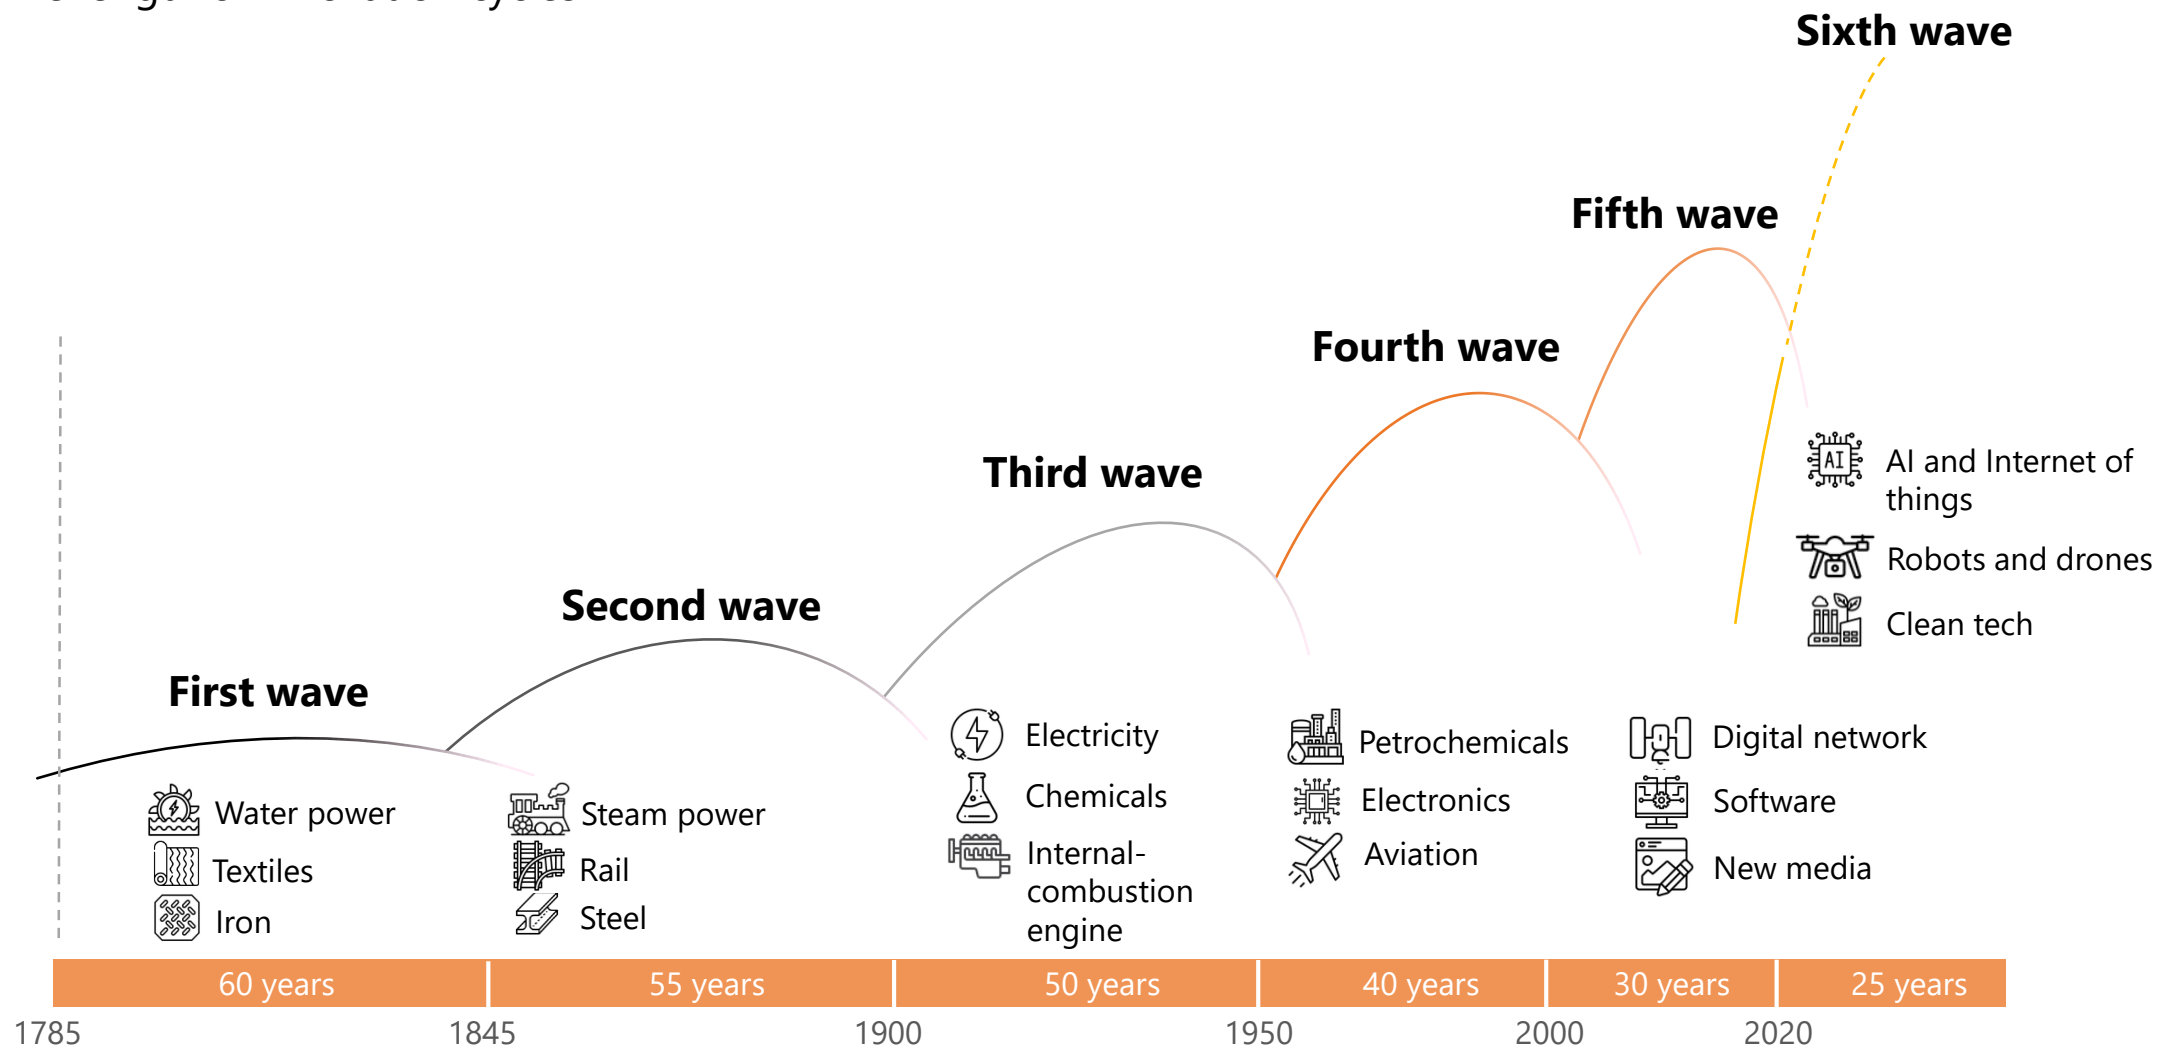 Sixth wave
Fifth wave
Fourth wave
Third wave
Second wave
First wave
AI and Internet of
things
Robots and drones
Clean tech
Water power
Textiles
Iron
Steam power
Rail
Steel
Electricity
Chemicals
Internal-
combustion
engine
Petrochemicals
Electronics
Aviation
Digital network
Software
New media
60 years
55 years
50 years
40 years
30 years
25 years
1785
1845
1900
1950
2000
2020
AI